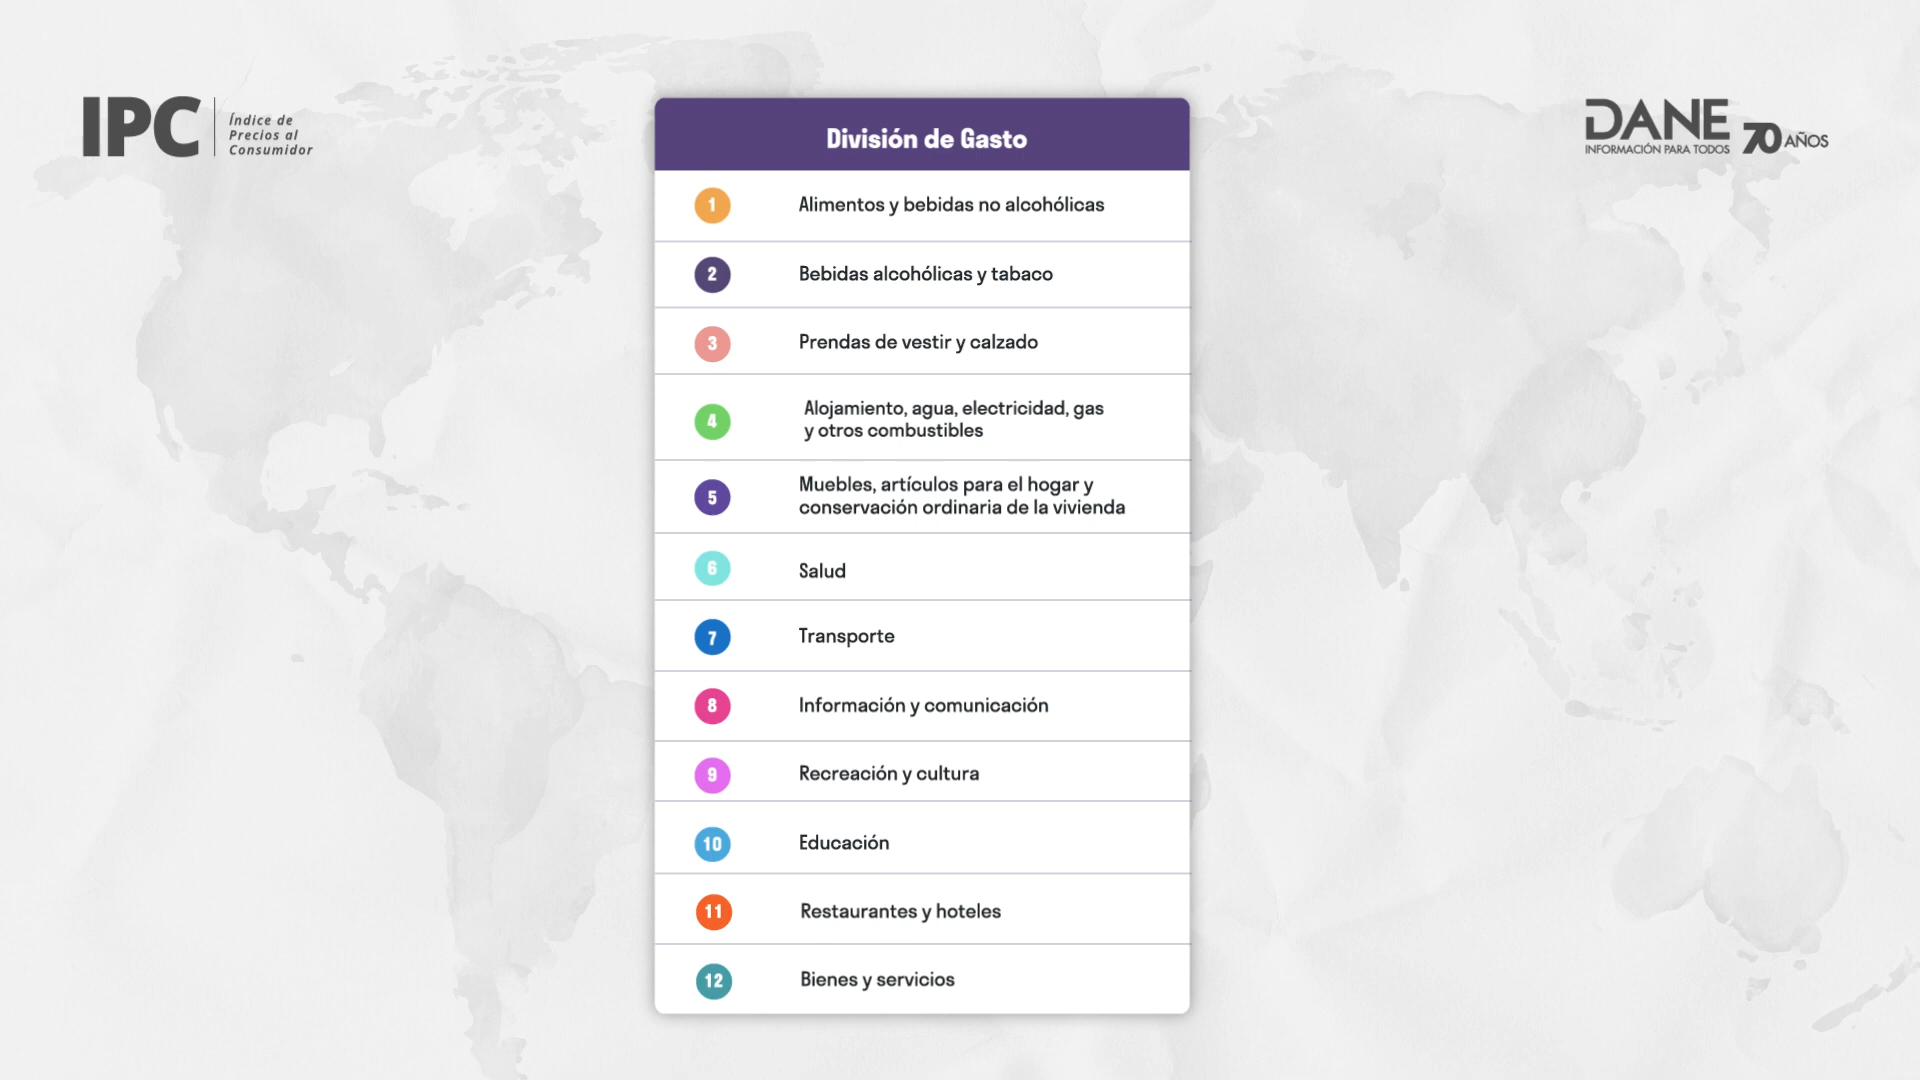 IPC
Índice de
Precios al
Consumidor
DANE
INFORMACIÓN PARA TODOS
70 AÑOS
División de Gasto
1 Alimentos y bebidas no alcohólicas
2 Bebidas alcohólicas y tabaco
3 Prendas de vestir y calzado
4 Alojamiento, agua, electricidad, gas
y otros combustibles
5 Muebles, artículos para el hogar y
conservación ordinaria de la vivienda
6 Salud
7 Transporte
8 Información y comunicación
9 Recreación y cultura
10 Educación
11 Restaurantes y hoteles
12 Bienes y servicios